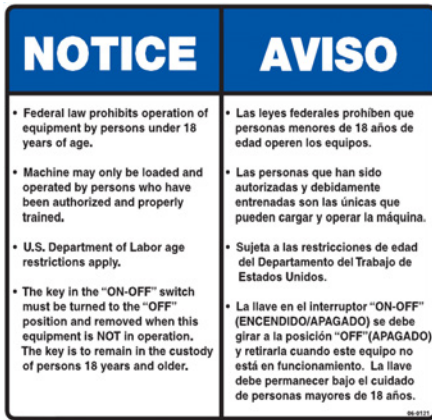 NOTICE
• Federal law prohibits operation of
equipment by persons under 18
years of age.
• Machine may only be loaded and
operated by persons who have
been authorized and properly
trained.
• U.S. Department of Labor age
restrictions apply.
• The key in the “ON-OFF” switch
must be turned to the “OFF”
position and removed when this
equipment is NOT in operation.
The key is to remain in the custody
of persons 18 years and older.
AVISO
• Las leyes federales prohíben que
personas menores de 18 años de
edad operen los equipos.
• Las personas que han sido
autorizadas y debidamente
entrenadas son las únicas que
pueden cargar y operar la máquina.
• Sujeta a las restricciones de edad
del Departamento del Trabajo de
Estados Unidos.
• La llave en el interruptor “ON-OFF”
(ENCENDIDO/APAGADO) se debe
girar a la posición “OFF”(APAGADO)
y retirarla cuando este equipo no
está en funcionamiento. La llave
debe permanecer bajo el cuidado
de personas mayores de 18 años.